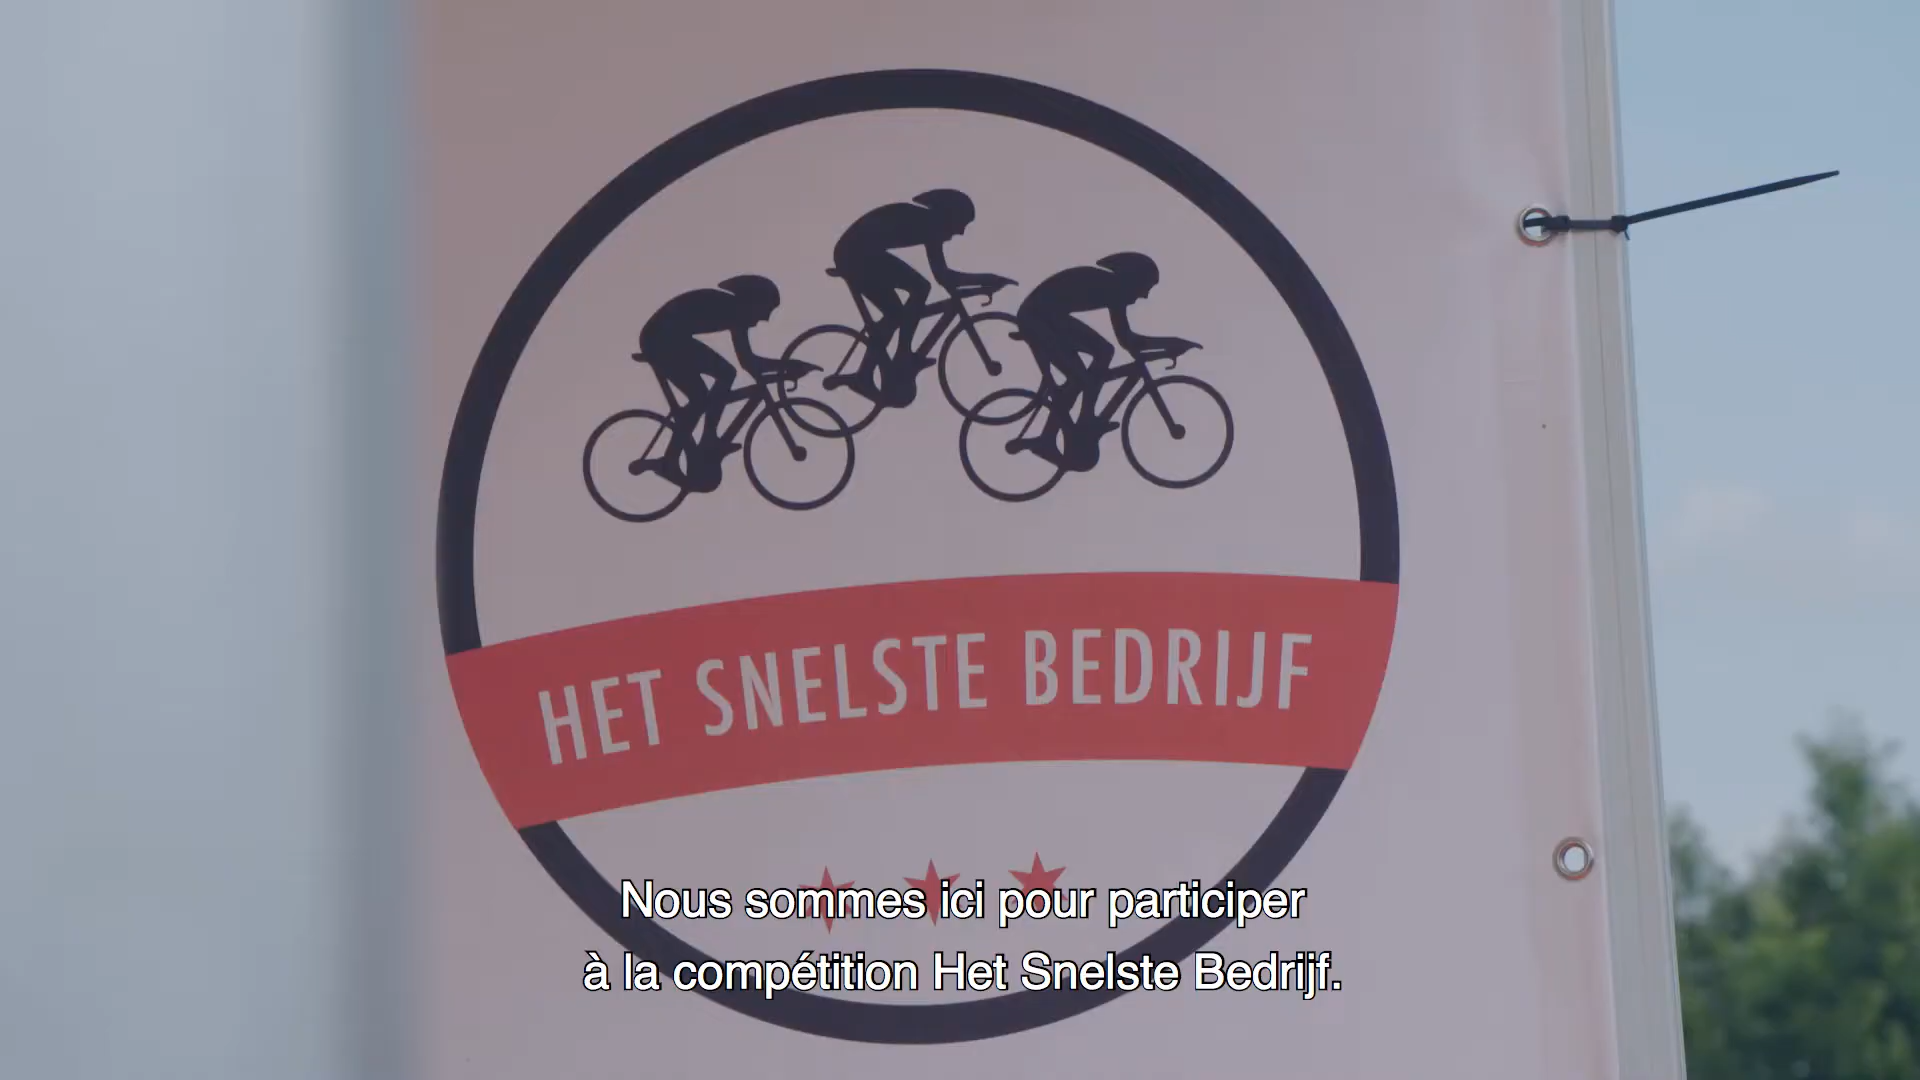 HET SNELSTE BEDRIJF
Nous sommes ici pour participer
à la compétition Het Snelste Bedrijf.